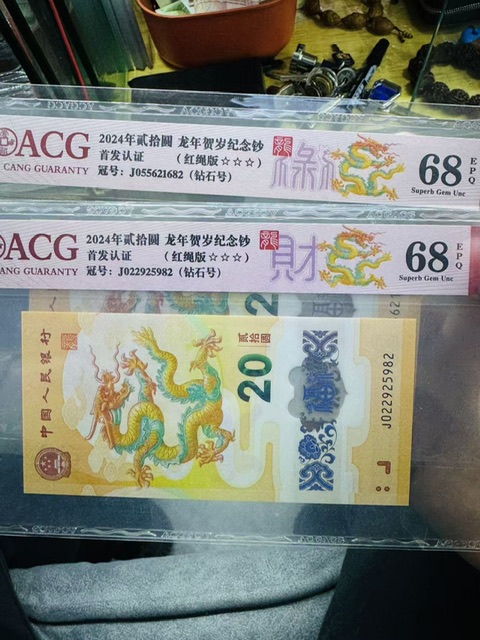 ACG
CANG GUARANTY
2024年贰拾圆 龙年贺岁纪念钞
首发认证 （红绳版☆☆☆）
冠号：J055621682（钻石号）
龍
禄
68
EPQ
Superb Gem Unc
ACG
CANG GUARANTY
2024年贰拾圆 龙年贺岁纪念钞
首发认证 （红绳版☆☆☆）
冠号：J022925982（钻石号）
龍
財
68
EPQ
Superb Gem Unc
中国人民银行
20
贰拾圆
J022925982